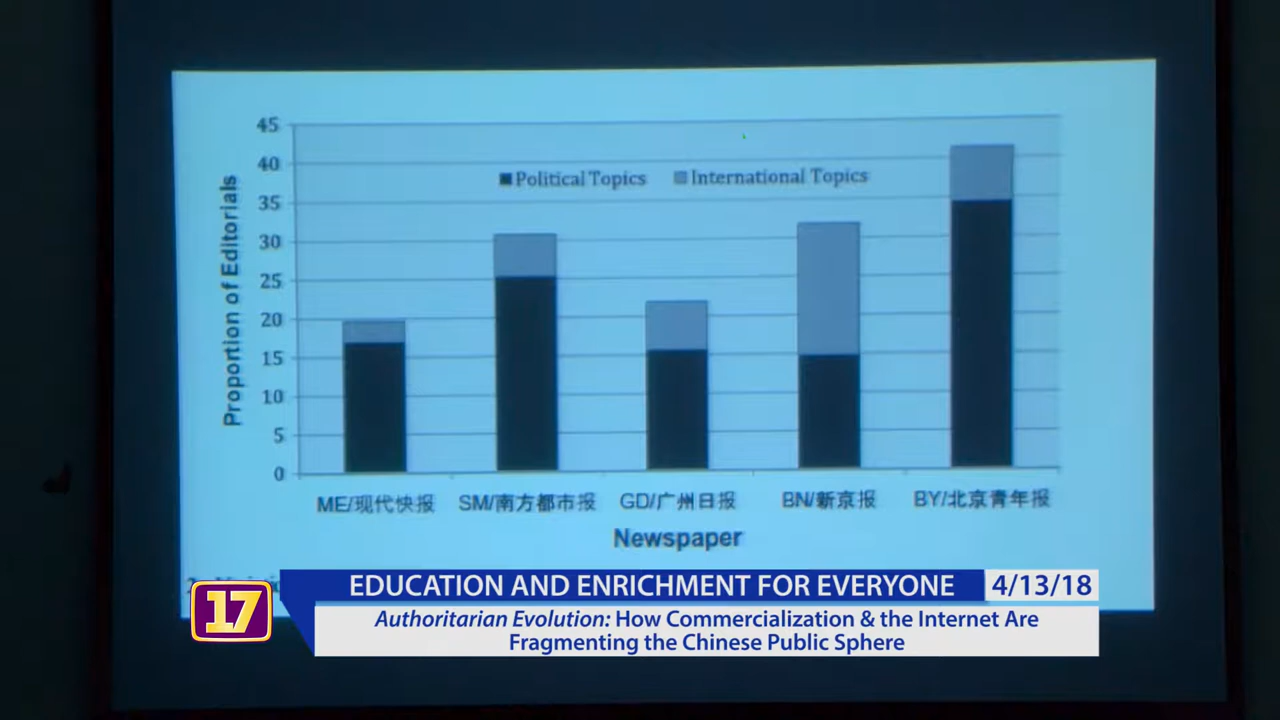 45
40
35
30
25
20
15
10
5
0
Proportion of Editorials
Political Topics
International Topics
ME/现代快报
SM/南方都市报
GD/广州日报
BN/新京报
BY/北京青年报
Newspaper
17
EDUCATION AND ENRICHMENT FOR EVERYONE
4/13/18
Authoritarian Evolution: How Commercialization & the Internet Are
Fragmenting the Chinese Public Sphere